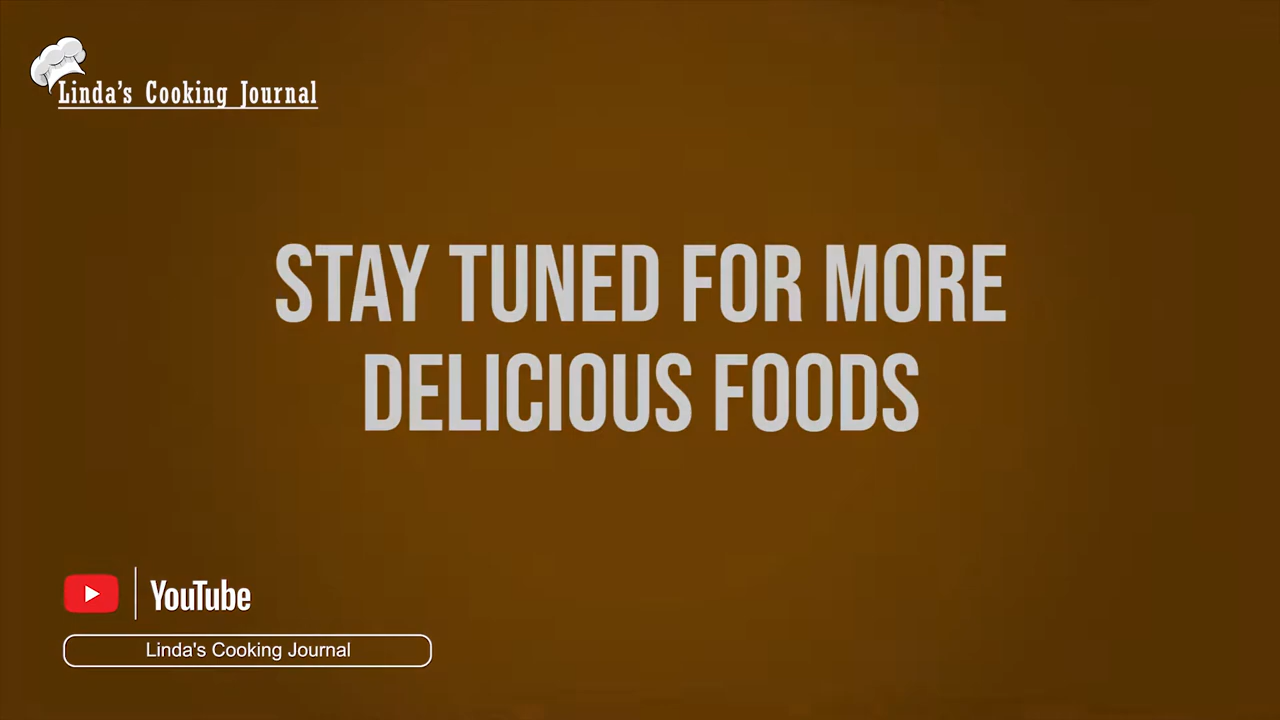 Linda's Cooking Journal
STAY TUNED FOR MORE
DELICIOUS FOODS
YouTube
Linda's Cooking Journal